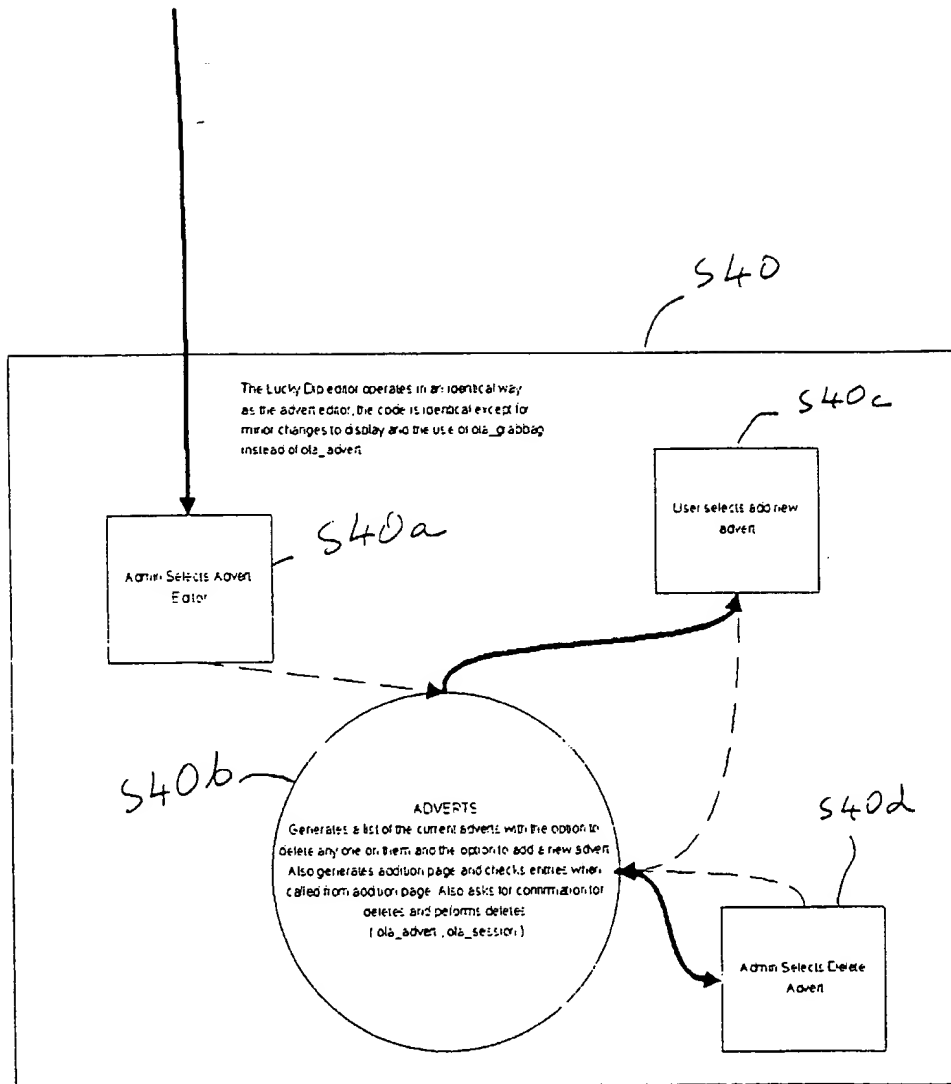 S40
The Lucky Dip editor operates in an identical way
as the advert editor, the code is identical except for
minor changes to display and the use of ola_grabbag
instead of ola_advert
S40c
User selects add new
advert
S40a
Admin Selects Advert
Editor
S40b
ADVERTS
Generates a list of the current adverts with the option to
delete any one on them and the option to add a new advert
Also generates addition page and checks entries when
called from addition page. Also asks for confirmation for
deletes and peforms deletes
( ola_advert , ola_session )
S40d
Admin Selects Delete
Advert